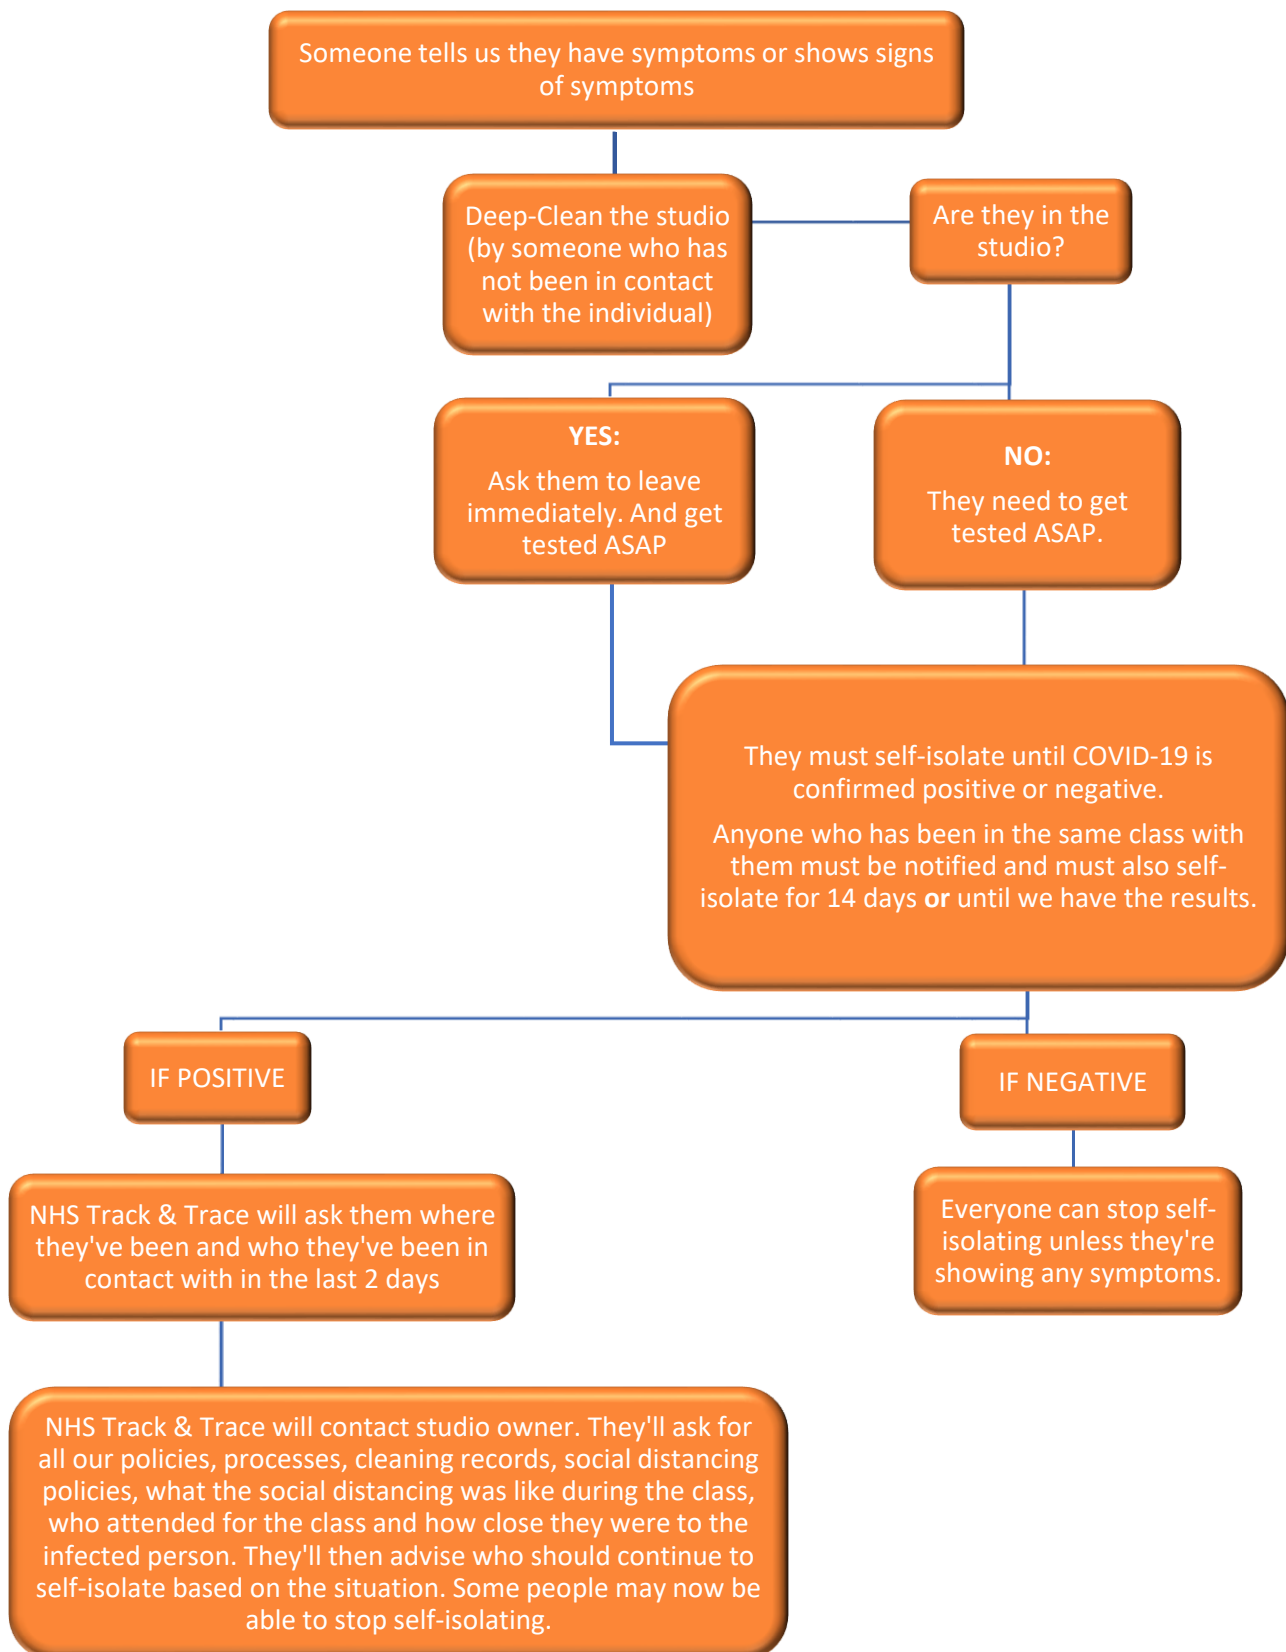 Someone tells us they have symptoms or shows signs
of symptoms
Deep-Clean the studio
(by someone who has
not been in contact
with the individual)
Are they in the
studio?
YES:
Ask them to leave
immediately. And get
tested ASAP
NO:
They need to get
tested ASAP.
They must self-isolate until COVID-19 is
confirmed positive or negative.
Anyone who has been in the same class with
them must be notified and must also self-
isolate for 14 days or until we have the results.
IF POSITIVE
IF NEGATIVE
NHS Track & Trace will ask them where
they've been and who they've been in
contact with in the last 2 days
Everyone can stop self-
isolating unless they're
showing any symptoms.
NHS Track & Trace will contact studio owner. They'll ask for
all our policies, processes, cleaning records, social distancing
policies, what the social distancing was like during the class,
who attended for the class and how close they were to the
infected person. They'll then advise who should continue to
self-isolate based on the situation. Some people may now be
able to stop self-isolating.